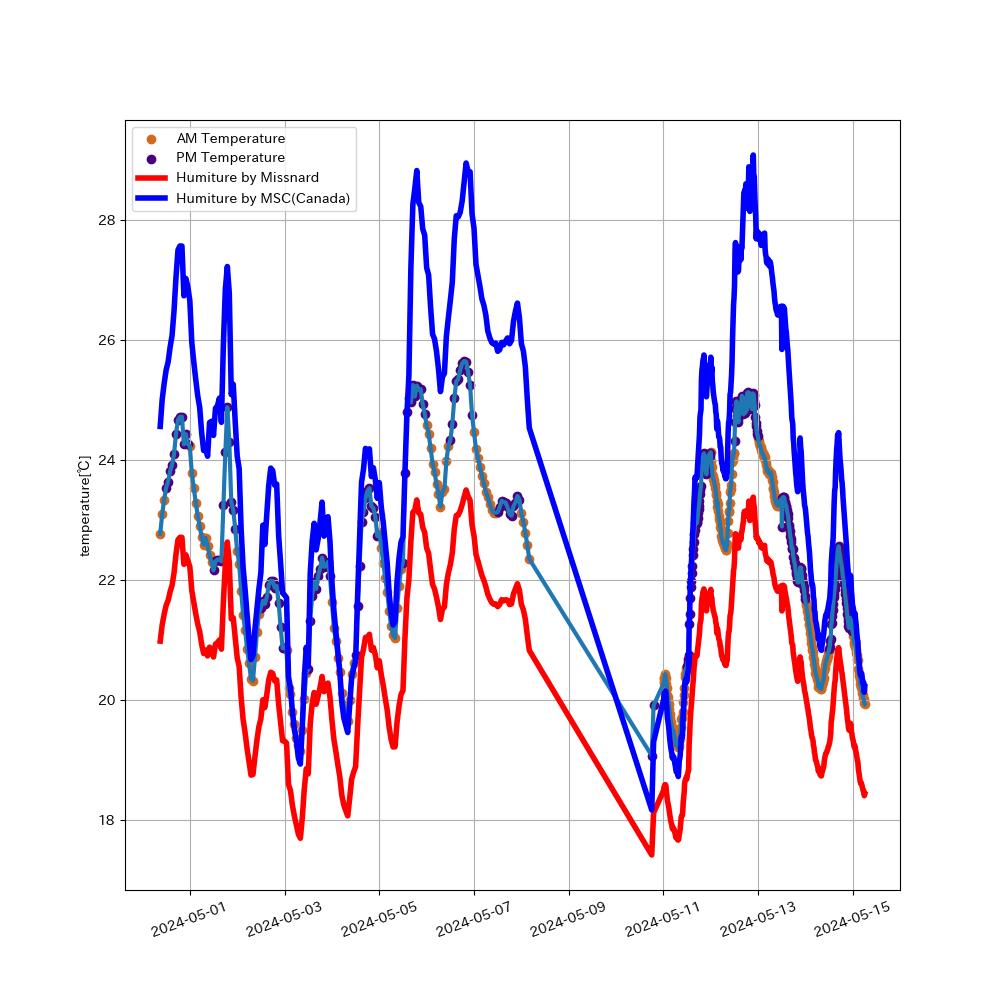 AM Temperature
PM Temperature
Humiture by Missnard
Humiture by MSC(Canada)
28
26
24
22
20
18
temperature[℃]
2024-05-01
2024-05-03
2024-05-05
2024-05-07
2024-05-09
2024-05-11
2024-05-13
2024-05-15